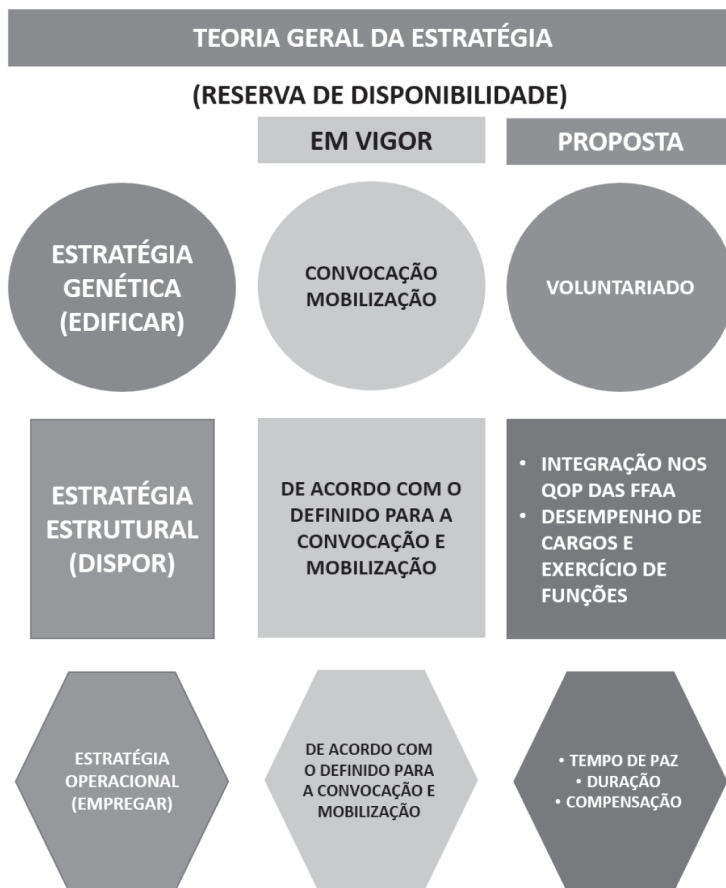 TEORIA GERAL DA ESTRATÉGIA
(RESERVA DE DISPONIBILIDADE)
EM VIGOR
PROPOSTA
ESTRATÉGIA
GENÉTICA
(EDIFICAR)
CONVOCAÇÃO
MOBILIZAÇÃO
VOLUNTARIADO
ESTRATÉGIA
ESTRUTURAL
(DISPOR)
DE ACORDO COM O
DEFINIDO PARA A
CONVOCAÇÃO E
MOBILIZAÇÃO
• INTEGRAÇÃO NOS
QOP DAS FFAA
• DESEMPENHO DE
CARGOS E
EXERCÍCIO DE
FUNÇÕES
ESTRATÉGIA
OPERACIONAL
(EMPREGAR)
DE ACORDO COM
O DEFINIDO PARA
A CONVOCAÇÃO E
MOBILIZAÇÃO
• TEMPO DE PAZ
• DURAÇÃO
• COMPENSAÇÃO